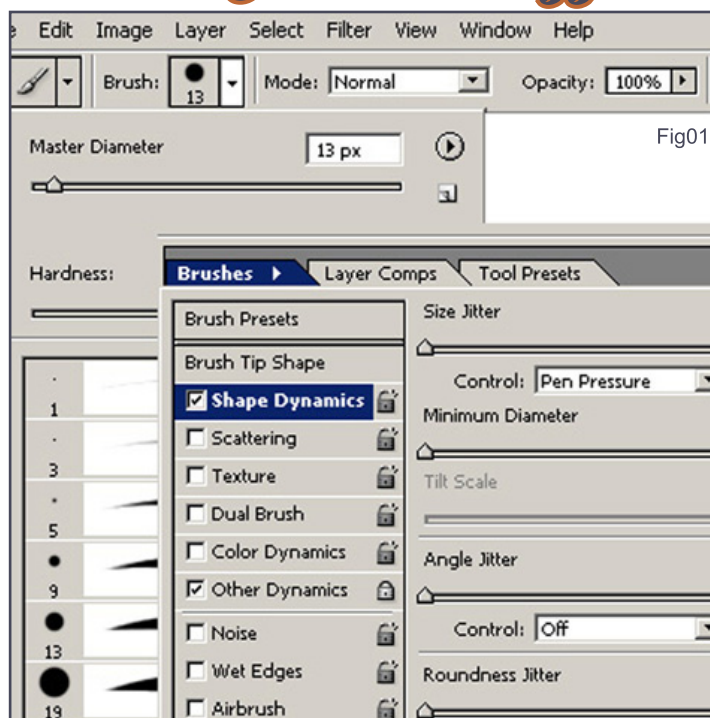 Edit Image Layer Select Filter View Window Help
Brush: 13 Mode: Normal Opacity: 100%
Master Diameter 13 px
Fig01
Hardness:
Brushes Layer Comps Tool Presets
Brush Presets
Brush Tip Shape
Shape Dynamics
Scattering
Texture
Dual Brush
Color Dynamics
Other Dynamics
Noise
Wet Edges
Airbrush
Size Jitter
Control: Pen Pressure
Minimum Diameter
Tilt Scale
Angle Jitter
Control: Off
Roundness Jitter
1
3
5
9
13
19